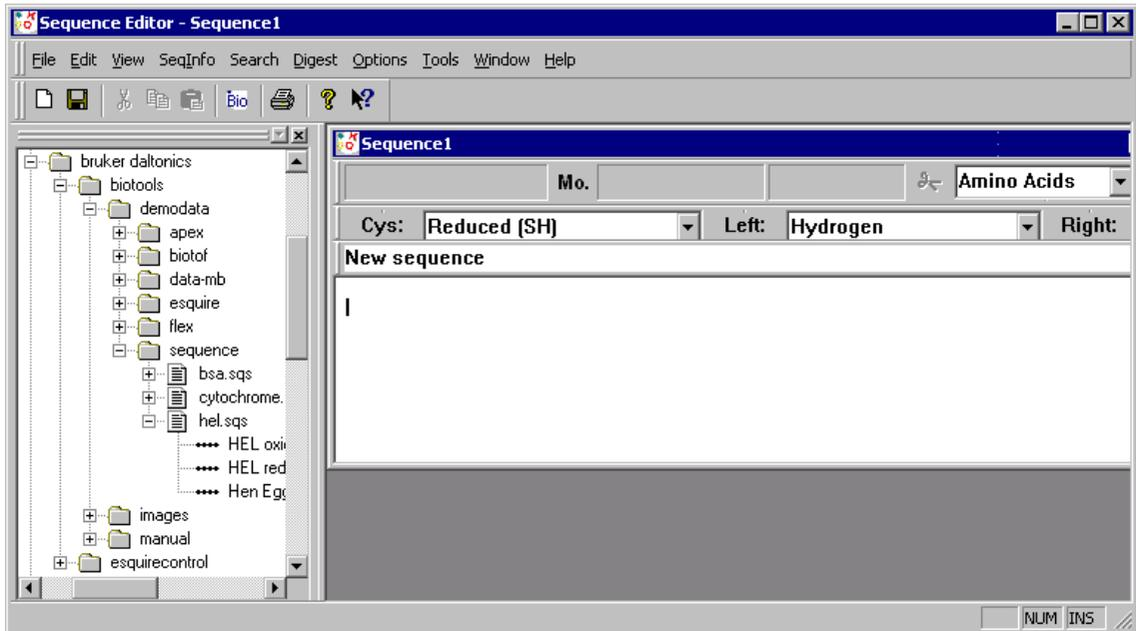 Sequence Editor - Sequence1
File Edit View SeqInfo Search Digest Options Tools Window Help
Bio
bruker daltonics
biotools
demodata
apex
biotof
data-mb
esquire
flex
sequence
bsa.sqs
cytochrome.
hel.sqs
HEL oxi
HEL red
Hen Egg
images
manual
esquirecontrol
Sequence1
Mo. Amino Acids
Cys: Reduced (SH) Left: Hydrogen Right:
New sequence
NUM INS